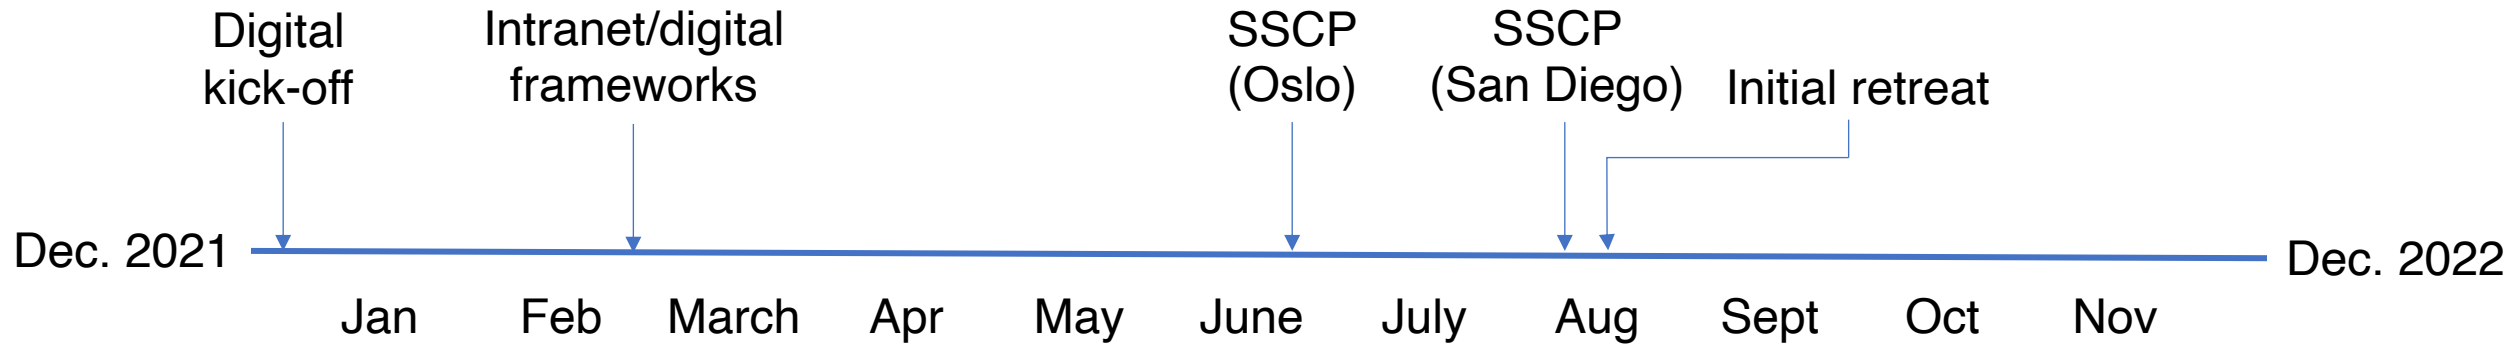 Digital
kick-off
Intranet/digital
frameworks
SSCP
(Oslo)
SSCP
(San Diego)
Initial retreat
Dec. 2021
Dec. 2022
Jan
Feb
March
Apr
May
June
July
Aug
Sept
Oct
Nov